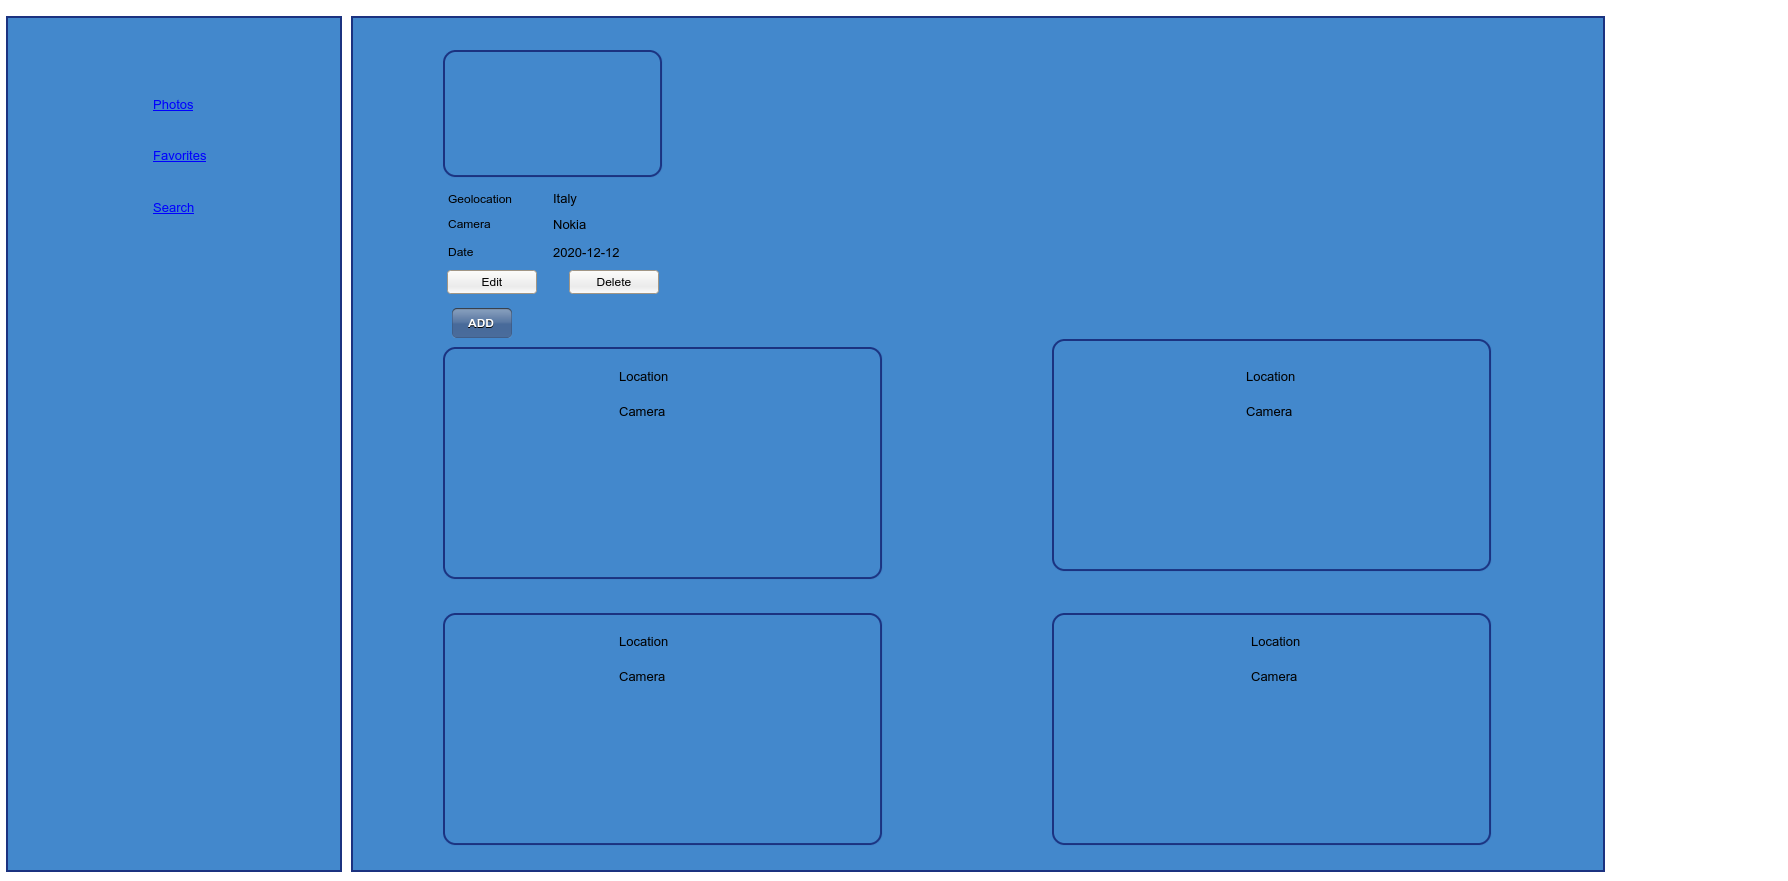 Photos
Favorites
Search
Geolocation Italy
Camera Nokia
Date 2020-12-12
Edit Delete
ADD
Location
Camera
Location
Camera
Location
Camera
Location
Camera